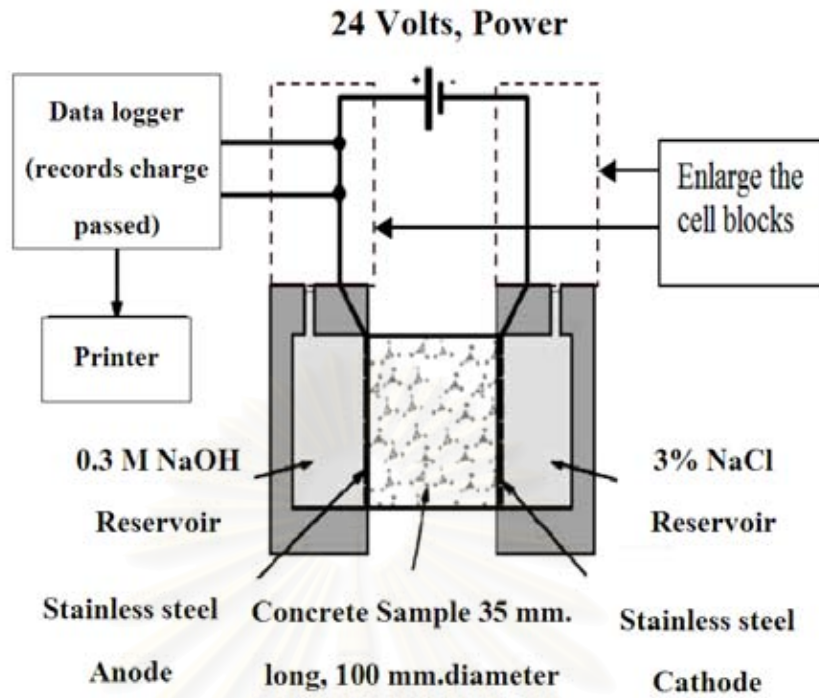 24 Volts, Power
+ -
Data logger
(records charge
passed)
Printer
Enlarge the
cell blocks
0.3 M NaOH
Reservoir
3% NaCl
Reservoir
Stainless steel
Anode
Concrete Sample 35 mm.
long, 100 mm.diameter
Stainless steel
Cathode